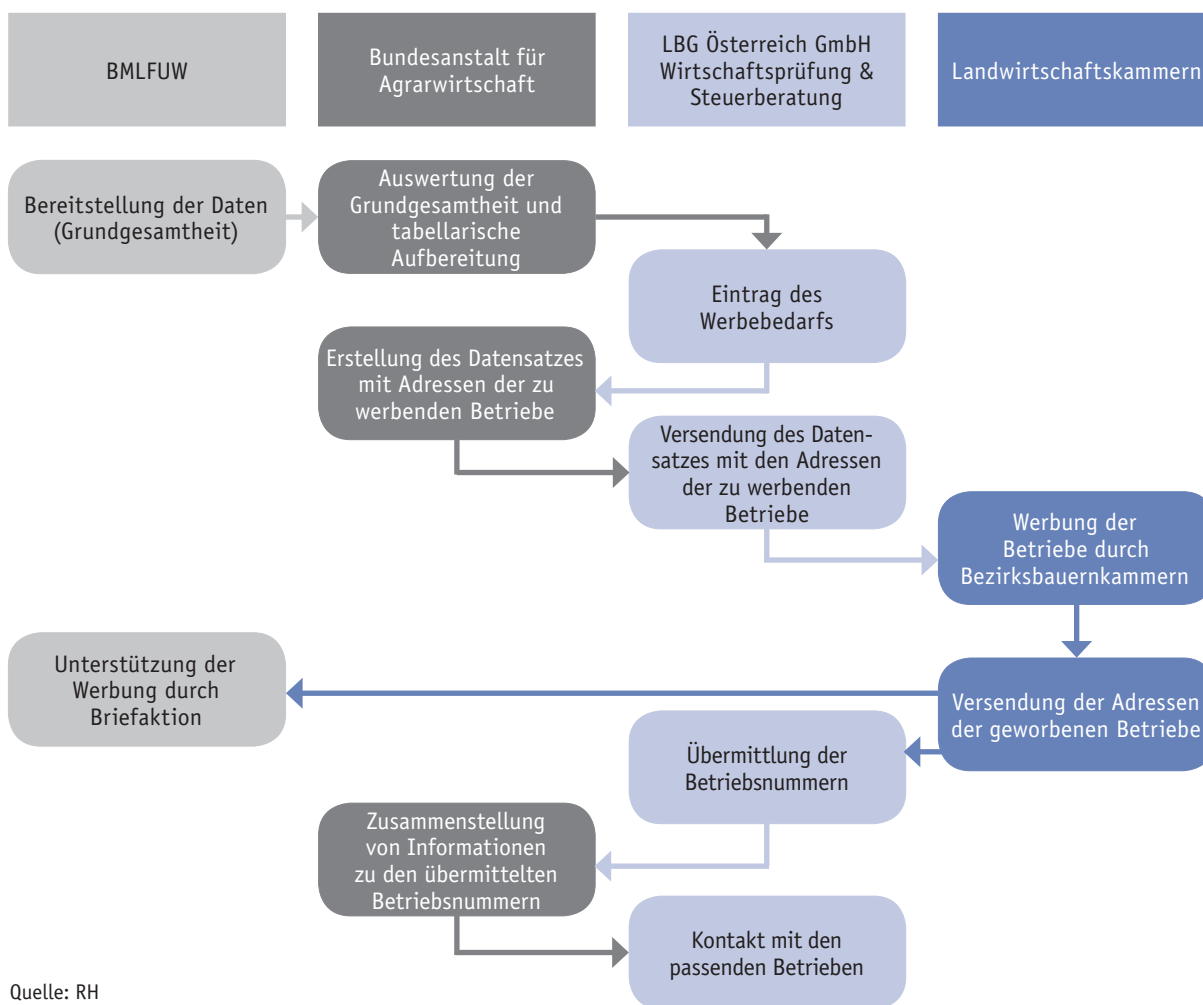 BMLFUW
Bundesanstalt für
Agrarwirtschaft
LBG Österreich GmbH
Wirtschaftsprüfung &
Steuerberatung
Landwirtschaftskammern
Bereitstellung der Daten
(Grundgesamtheit)
Auswertung der
Grundgesamtheit und
tabellarische
Aufbereitung
Eintrag des
Werbebedarfs
Erstellung des Datensatzes
mit Adressen der zu
werbenden Betriebe
Versendung des Daten-
satzes mit den Adressen
der zu werbenden
Betriebe
Werbung der
Betriebe durch
Bezirksbauernkammern
Unterstützung der
Werbung durch
Briefaktion
Versendung der Adressen
der geworbenen Betriebe
Übermittlung der
Betriebsnummern
Zusammenstellung
von Informationen
zu den übermittelten
Betriebsnummern
Kontakt mit den
passenden Betrieben
Quelle: RH